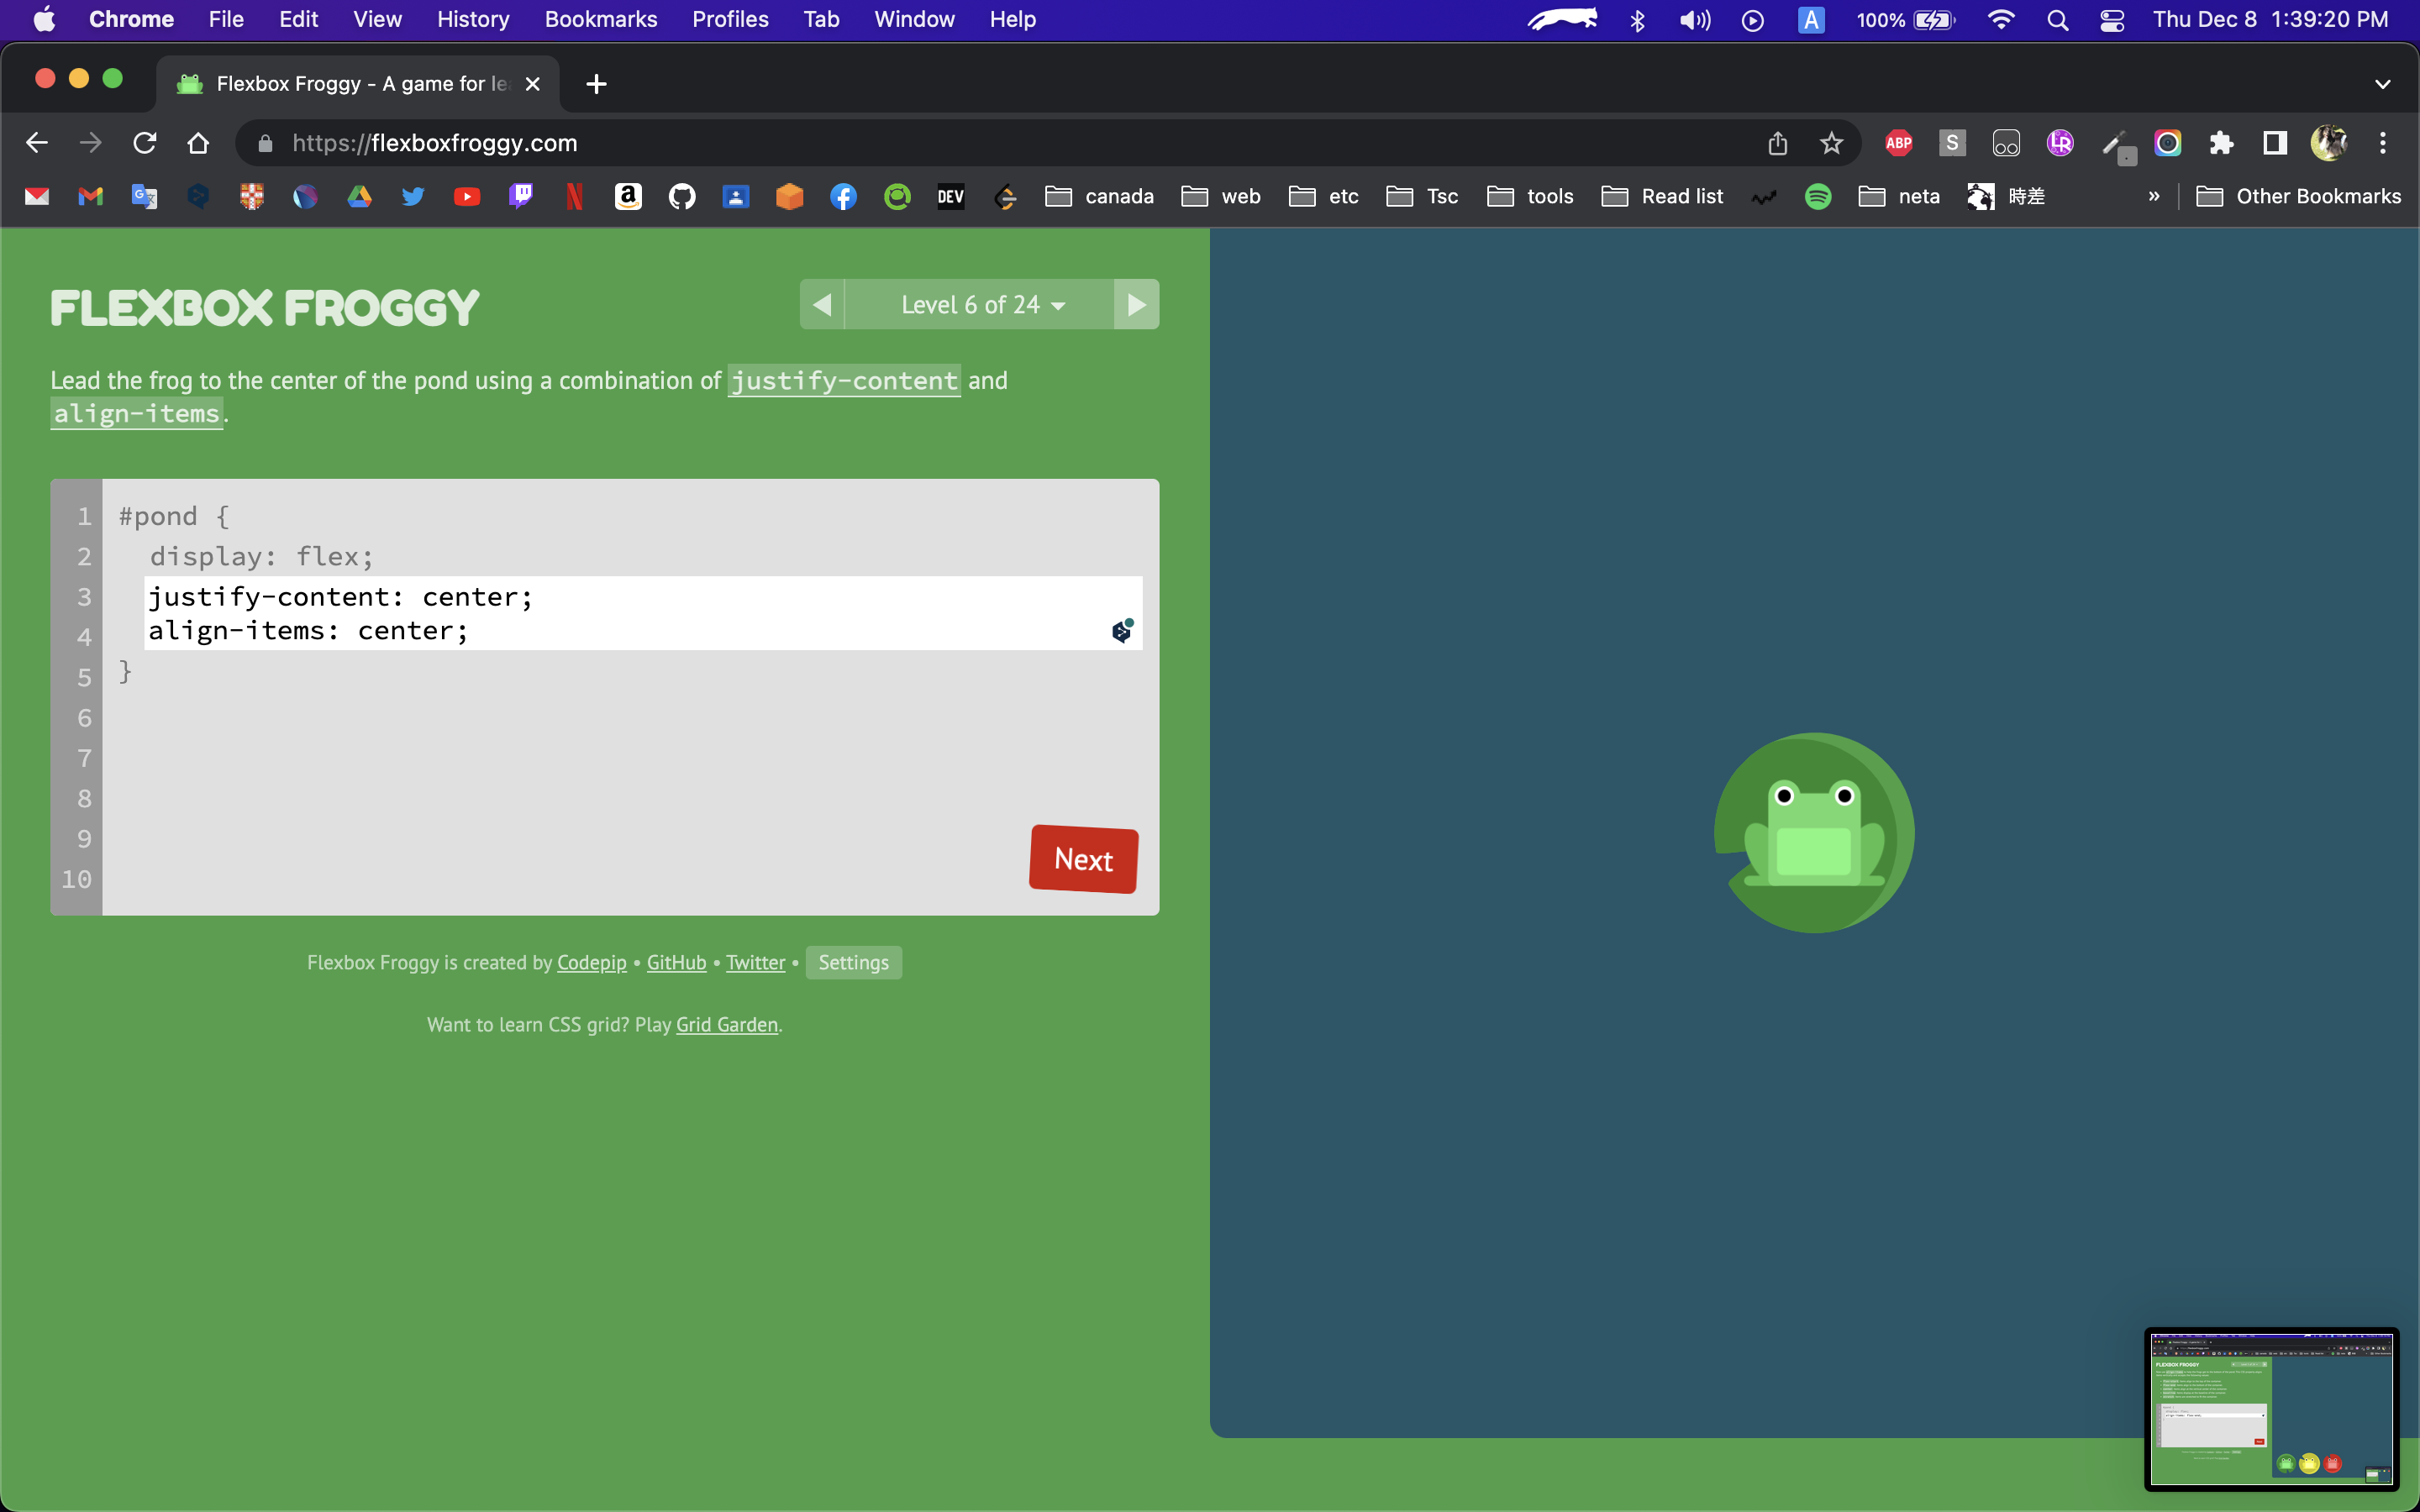 Chrome File Edit View History Bookmarks Profiles Tab Window Help A 100% Thu Dec 8 1:39:20 PM
Flexbox Froggy - A game for le
https://flexboxfroggy.com ABP S LR
DEV canada web etc Tsc tools Read list neta 時差 » Other Bookmarks
FLEXBOX FROGGY
Level 6 of 24
Lead the frog to the center of the pond using a combination of justify-content and
align-items.
1 #pond {
2 display: flex;
3 justify-content: center;
4 align-items: center;
5 }
6
7
8
9
10
Next
Flexbox Froggy is created by Codepip • GitHub • Twitter • Settings
Want to learn CSS grid? Play Grid Garden.
FLEXBOX FROGGY